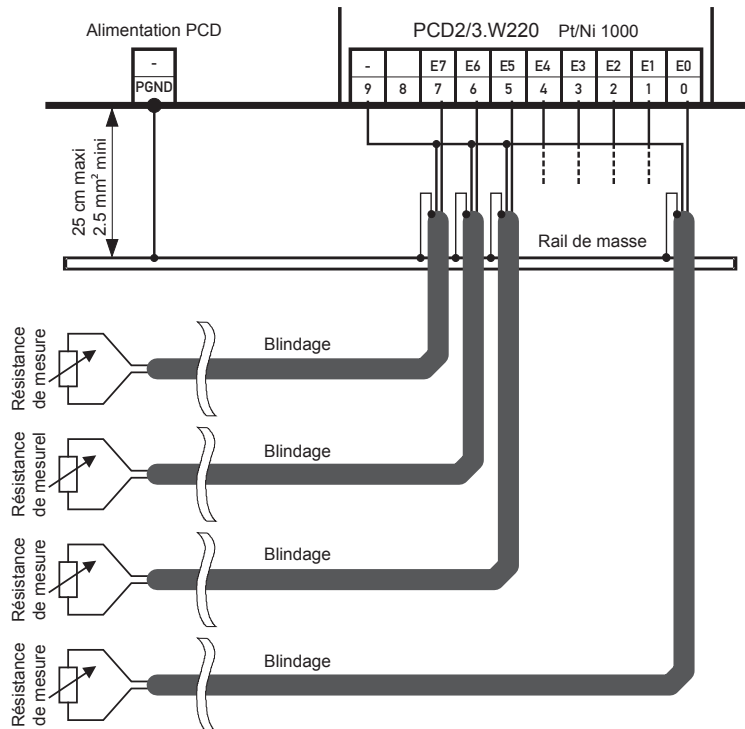 Alimentation PCD
PCD2/3.W220 Pt/Ni 1000
- - E7 E6 E5 E4 E3 E2 E1 E0
PGND 9 8 7 6 5 4 3 2 1 0
25 cm maxi
2.5 mm² mini
Rail de masse
Résistance
de mesure
Blindage
Résistance
de mesurel
Blindage
Résistance
de mesure
Blindage
Résistance
de mesure
Blindage